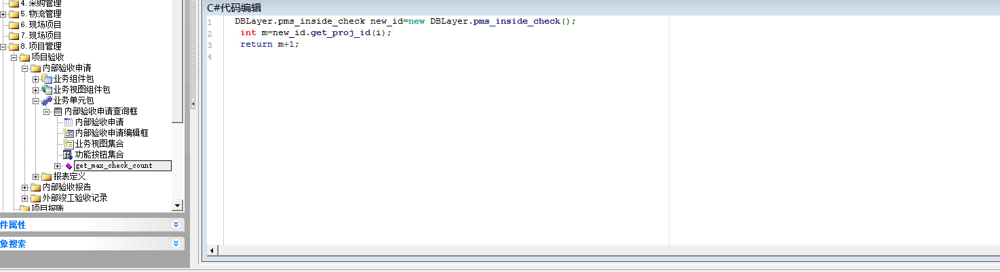 4. 采购管理
5. 物流管理
6. 现场项目
7. 现场项目
8. 项目管理
项目验收
内部验收申请
业务组件包
业务视图组件包
业务单元包
内部验收申请查询框
内部验收申请
内部验收申请编辑框
业务视图集合
功能按钮集合
get_max_check_count
报表定义
内部验收报告
外部竣工验收记录
项目报账
件属性
象搜索
C#代码编辑
1 DBLayer.pms_inside_check new_id=new DBLayer.pms_inside_check();
2 int m=new_id.get_proj_id(i);
3 return m+1;
4